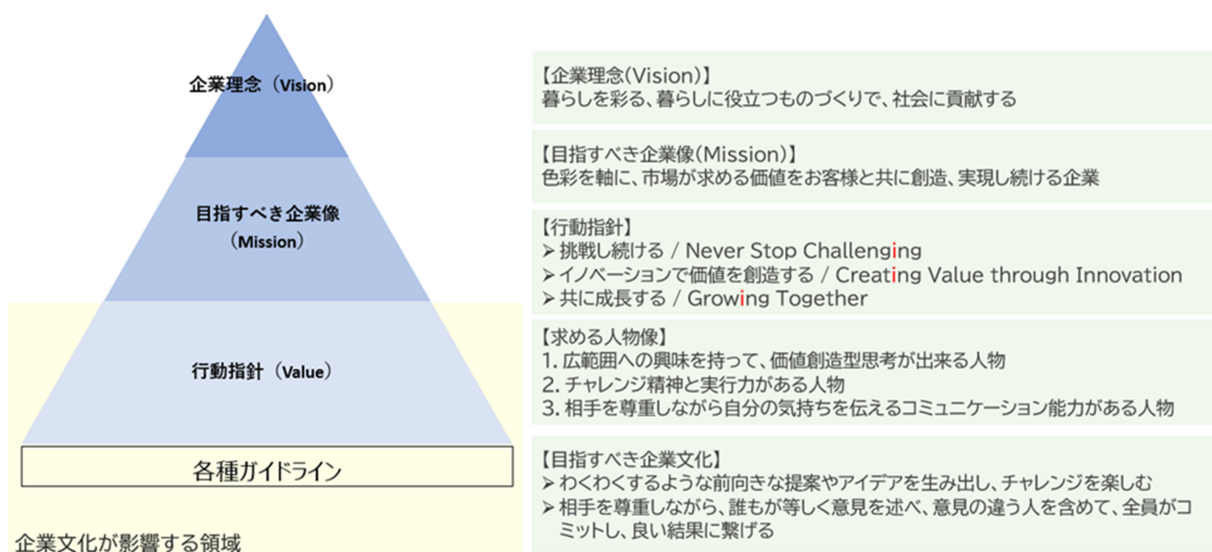 企業理念(Vision)
目指すべき企業像
(Mission)
行動指針(Value)
各種ガイドライン
企業文化が影響する領域
【企業理念(Vision)】
暮らしを彩る、暮らしに役立つものづくりで、社会に貢献する
【目指すべき企業像(Mission)】
色彩を軸に、市場が求める価値をお客様と共に創造、実現し続ける企業
【行動指針】
➢ 挑戦し続ける / Never Stop Challenging
➢ イノベーションで価値を創造する / Creating Value through Innovation
➢ 共に成長する / Growing Together
【求める人物像】
1. 広範囲への興味を持って、価値創造型思考が出来る人物
2. チャレンジ精神と実行力がある人物
3. 相手を尊重しながら自分の気持ちを伝えるコミュニケーション能力がある人物
【目指すべき企業文化】
➢ わくわくするような前向きな提案やアイデアを生み出し、チャレンジを楽しむ
➢ 相手を尊重しながら、誰もが等しく意見を述べ、意見の違う人を含めて、全員がコ
ミットし、良い結果に繋げる